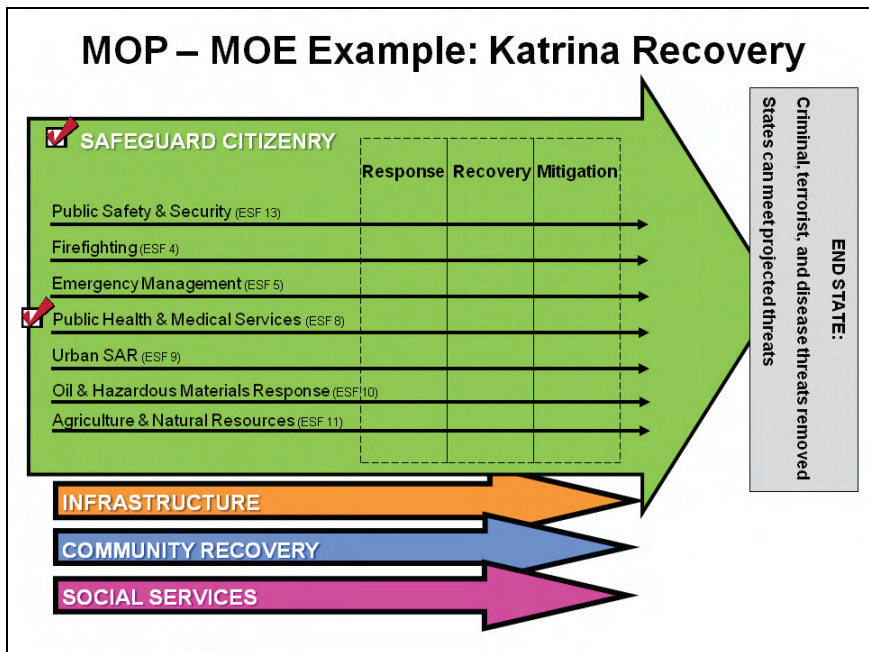 MOP – MOE Example: Katrina Recovery
SAFEGUARD CITIZENRY
Response Recovery Mitigation
Public Safety & Security (ESF 13)
Firefighting (ESF 4)
Emergency Management (ESF 5)
Public Health & Medical Services (ESF 8)
Urban SAR (ESF 9)
Oil & Hazardous Materials Response (ESF 10)
Agriculture & Natural Resources (ESF 11)
INFRASTRUCTURE
COMMUNITY RECOVERY
SOCIAL SERVICES
END STATE:
Criminal, terrorist, and disease threats removed
States can meet projected threats